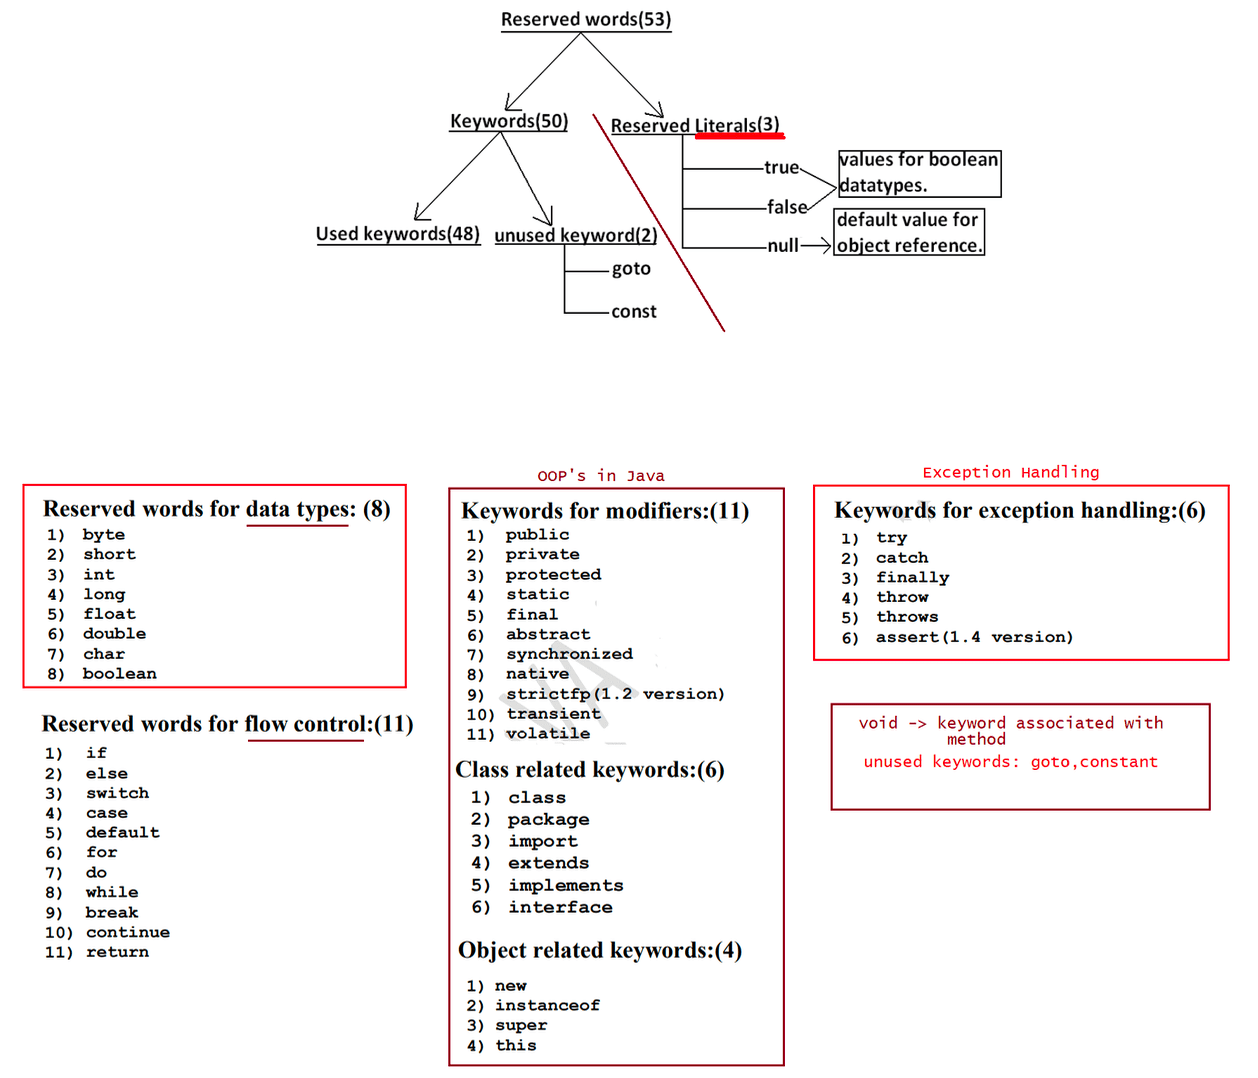 Reserved words(53)
Keywords(50)
Reserved Literals(3)
true
values for boolean
datatypes.
false
default value for
object reference.
null
Used keywords(48)
unused keyword(2)
goto
const
OOP's in Java
Exception Handling
Reserved words for data types: (8)
1) byte
2) short
3) int
4) long
5) float
6) double
7) char
8) boolean
Reserved words for flow control:(11)
1) if
2) else
3) switch
4) case
5) default
6) for
7) do
8) while
9) break
10) continue
11) return
Keywords for modifiers:(11)
1) public
2) private
3) protected
4) static
5) final
6) abstract
7) synchronized
8) native
9) strictfp(1.2 version)
10) transient
11) volatile
VA
Class related keywords:(6)
1) class
2) package
3) import
4) extends
5) implements
6) interface
Object related keywords:(4)
1) new
2) instanceof
3) super
4) this
Keywords for exception handling:(6)
1) try
2) catch
3) finally
4) throw
5) throws
6) assert(1.4 version)
void -> keyword associated with
method
unused keywords: goto,constant